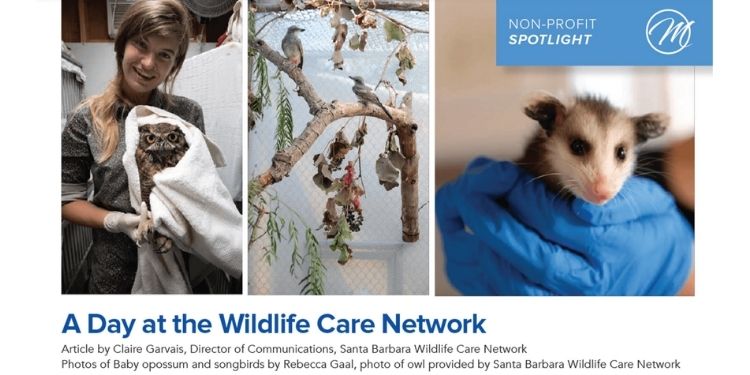 NON-PROFIT
SPOTLIGHT
M
A Day at the Wildlife Care Network
Article by Claire Garvais, Director of Communications, Santa Barbara Wildlife Care Network
Photos of Baby opossum and songbirds by Rebecca Gaal, photo of owl provided by Santa Barbara Wildlife Care Network